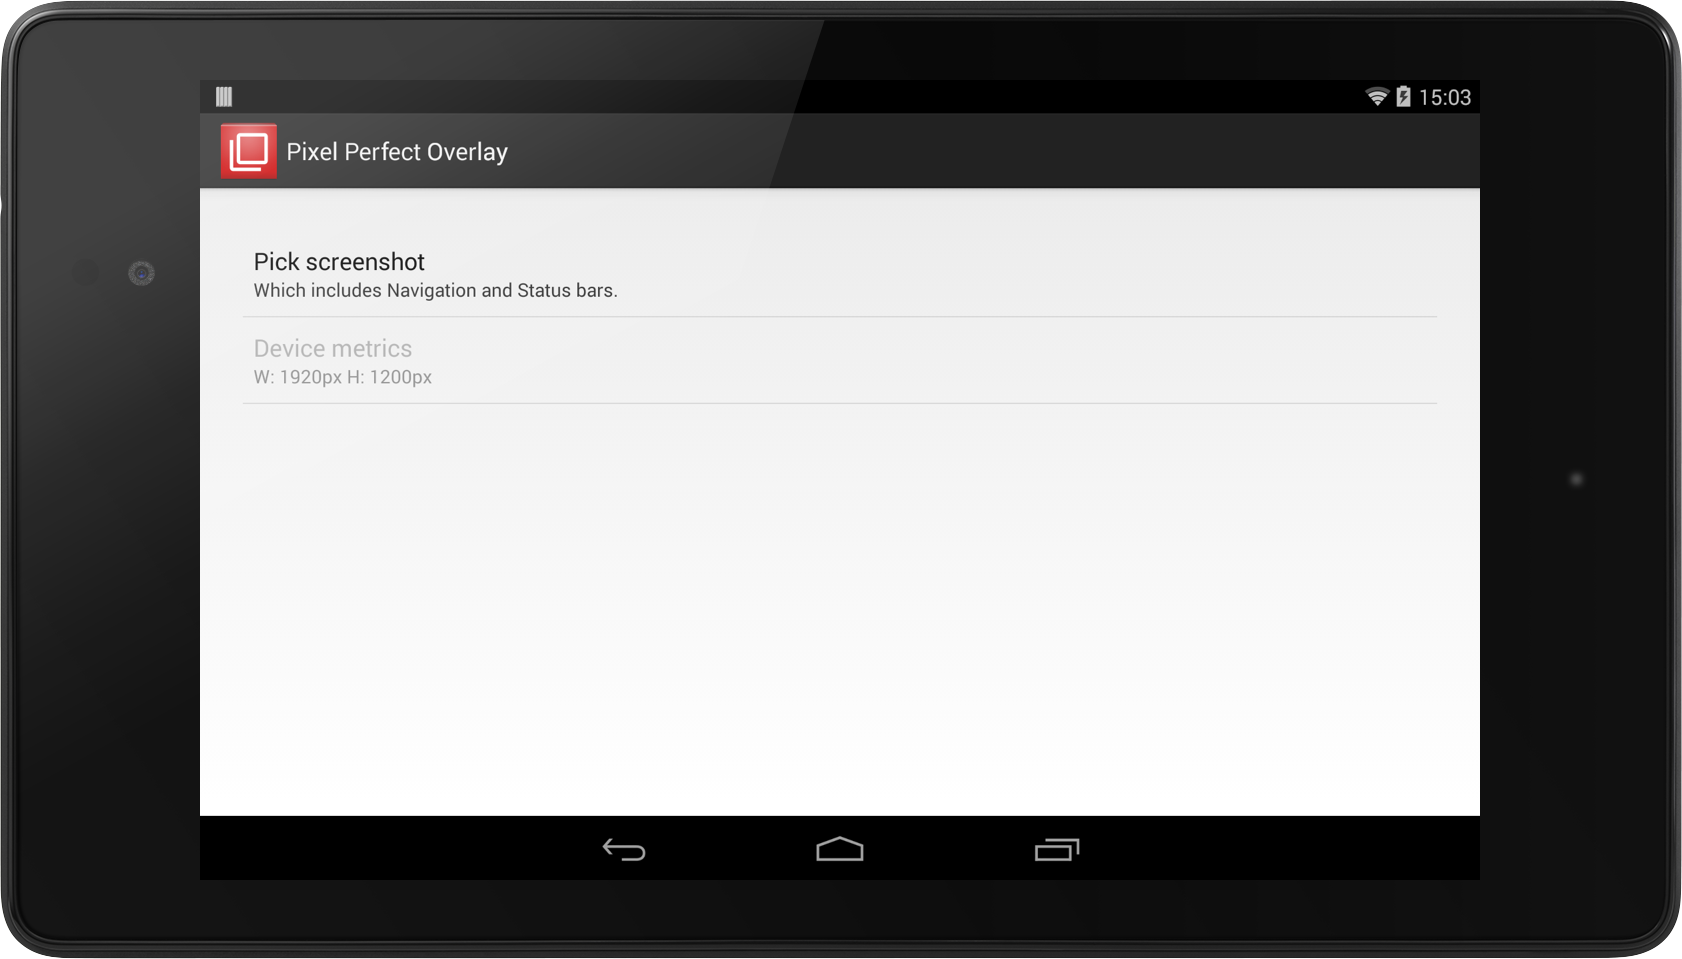 15:03
Pixel Perfect Overlay
Pick screenshot
Which includes Navigation and Status bars.
Device metrics
W: 1920px H: 1200px